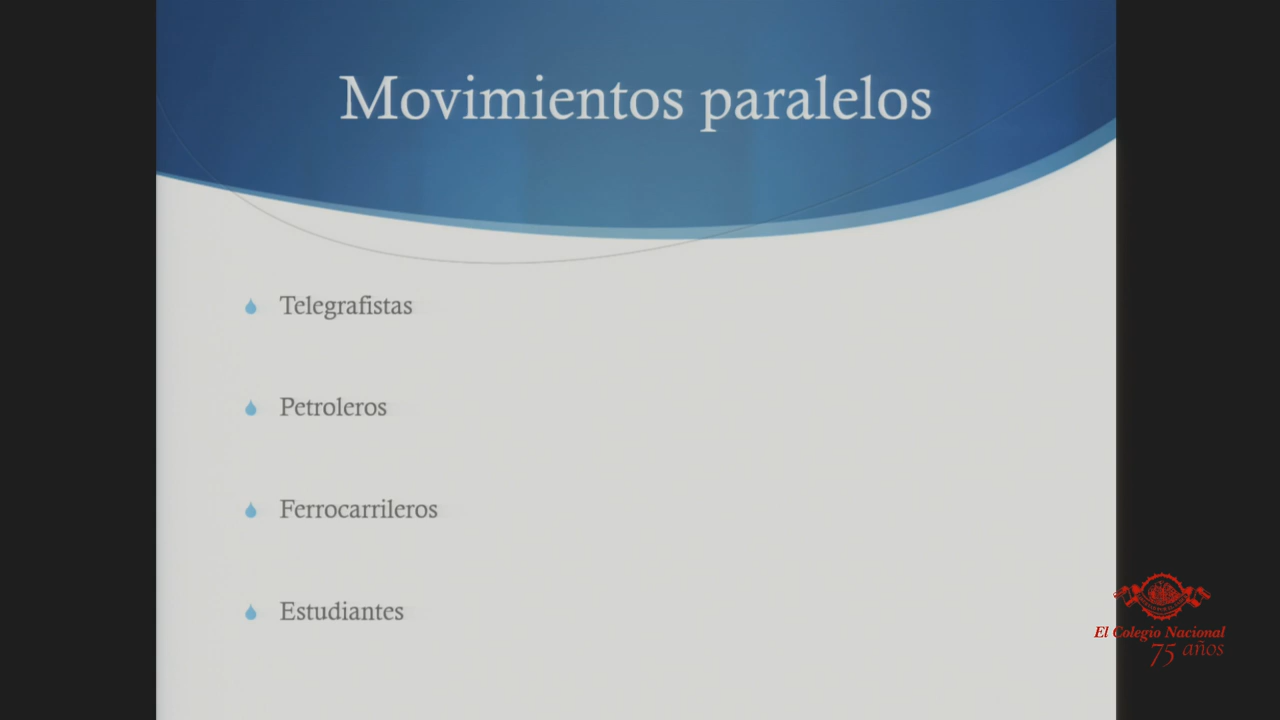 Movimientos paralelos
Telegrafistas
Petroleros
Ferrocarrileros
Estudiantes
El Colegio Nacional
75 años